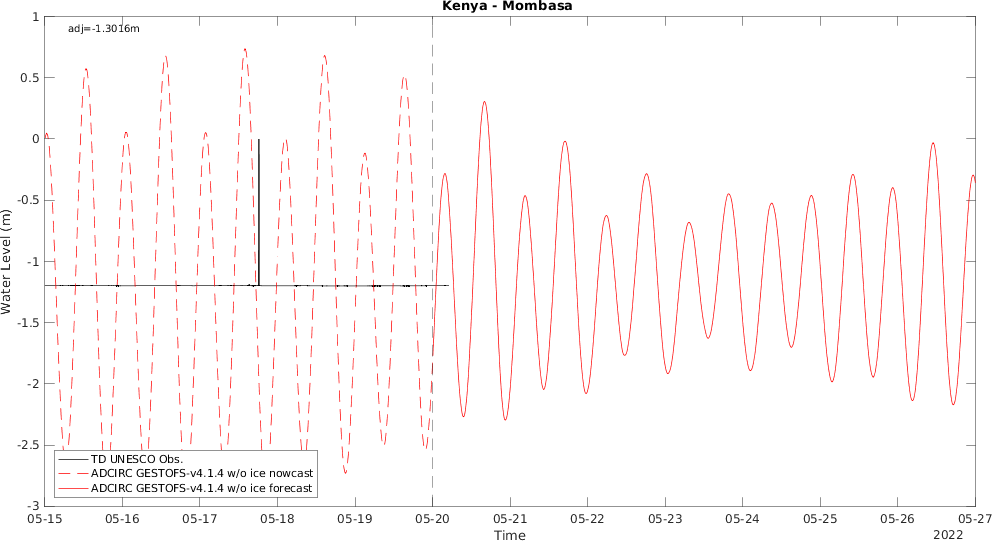 Kenya - Mombasa
adj=-1.3016m
1
0.5
0
-0.5
-1
-1.5
-2
-2.5
-3
Water Level (m)
TD UNESCO Obs.
ADCIRC GESTOFS-v4.1.4 w/o ice nowcast
ADCIRC GESTOFS-v4.1.4 w/o ice forecast
05-15 05-16 05-17 05-18 05-19 05-20 05-21 05-22 05-23 05-24 05-25 05-26 05-27
Time
2022